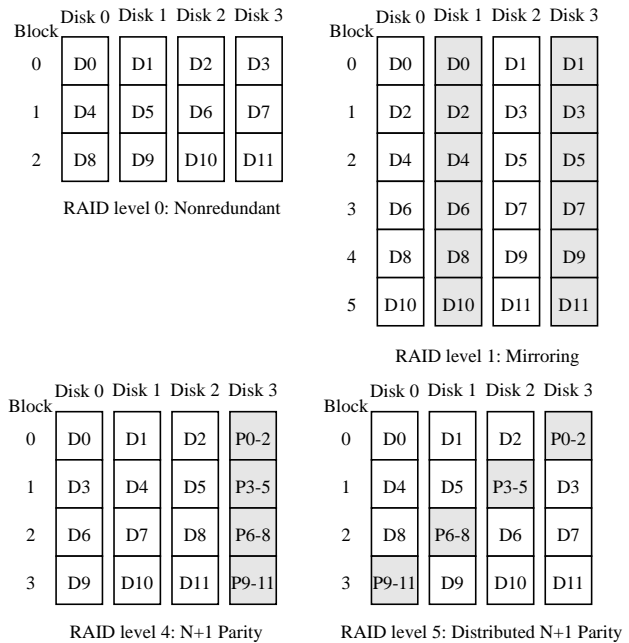 Disk 0 Disk 1 Disk 2 Disk 3
Block
0 D0 D1 D2 D3
1 D4 D5 D6 D7
2 D8 D9 D10 D11
RAID level 0: Nonredundant
Disk 0 Disk 1 Disk 2 Disk 3
Block
0 D0 D0 D1 D1
1 D2 D2 D3 D3
2 D4 D4 D5 D5
3 D6 D6 D7 D7
4 D8 D8 D9 D9
5 D10 D10 D11 D11
RAID level 1: Mirroring
Disk 0 Disk 1 Disk 2 Disk 3
Block
0 D0 D1 D2 P0-2
1 D3 D4 D5 P3-5
2 D6 D7 D8 P6-8
3 D9 D10 D11 P9-11
RAID level 4: N+1 Parity
Disk 0 Disk 1 Disk 2 Disk 3
Block
0 D0 D1 D2 P0-2
1 D4 D5 P3-5 D3
2 D8 P6-8 D6 D7
3 P9-11 D9 D10 D11
RAID level 5: Distributed N+1 Parity